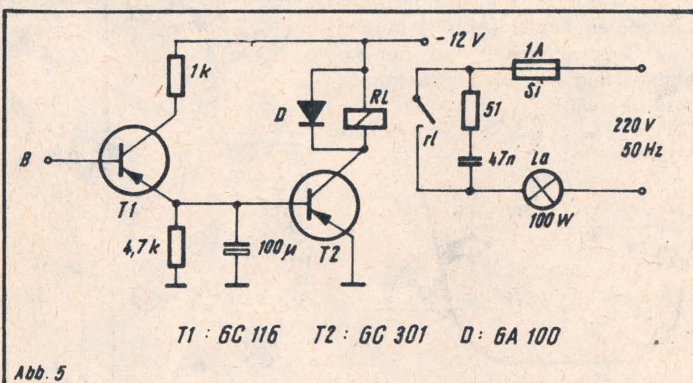 -12 V
1A
1k
D
RL
Si
51
rl
220 V
50 Hz
B
47n
La
T1
100 W
4,7k
100 µ
T2
T1 : GC 116 T2 : GC 301 D : GA 100
Abb. 5